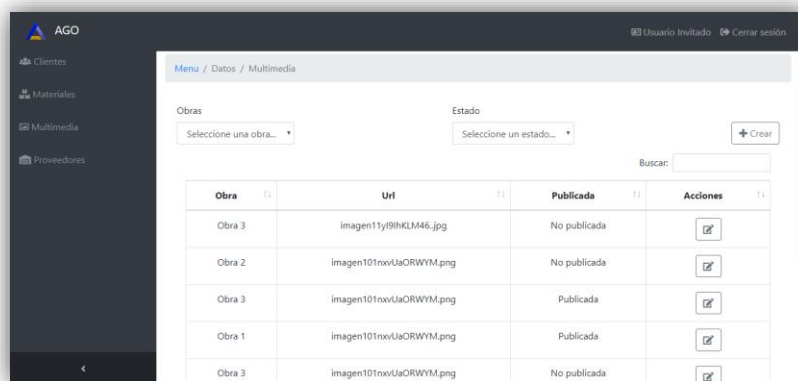 AGO
Usuario Invitado Cerrar sesión
Clientes
Materiales
Multimedia
Proveedores
Menu / Datos / Multimedia
Obras Estado
Seleccione una obra... Seleccione un estado... + Crear
Buscar:
Obra Url Publicada Acciones
Obra 3 imagen11yI9IhKLM46..jpg No publicada
Obra 2 imagen101nxvUaORWYM.png No publicada
Obra 3 imagen101nxvUaORWYM.png Publicada
Obra 1 imagen101nxvUaORWYM.png Publicada
Obra 3 imagen101nxvUaORWYM.png No publicada